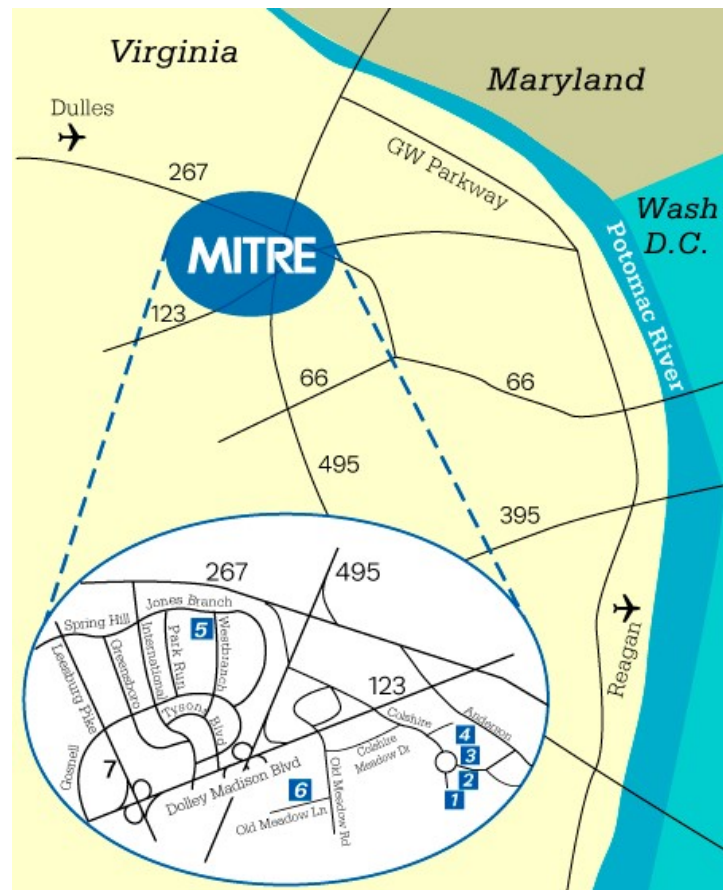 Virginia
Maryland
Dulles
GW Parkway
267
Wash
D.C.
MITRE
Potomac River
123
66
66
495
395
Reagan
267
495
Jones Branch
Spring Hill
5
Westbranch
Park Run
International
Greensboro
Leesburg Pike
123
Tysons Blvd
Colshire
Anderson
4
3
2
1
Colshire
Meadow Dr
Gosnell
7
Dolley Madison Blvd
6
Old Meadow Rd
Old Meadow Ln